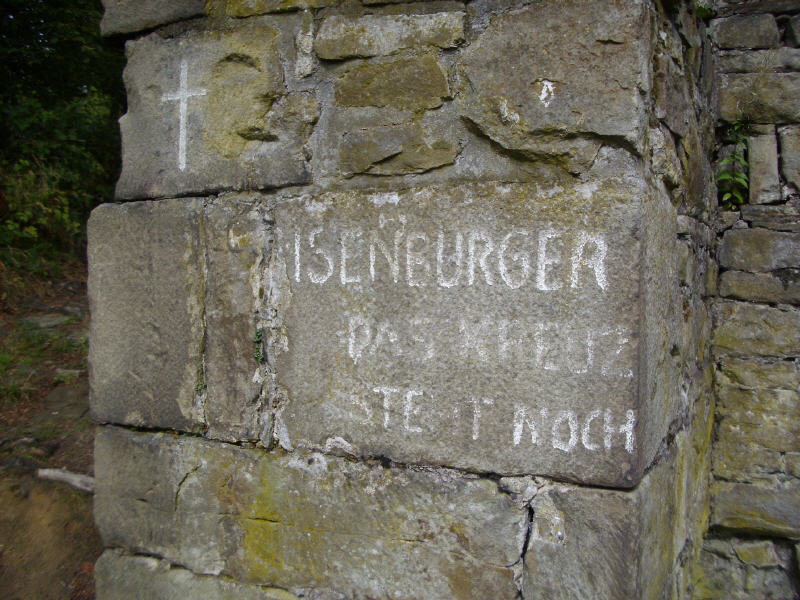 ISENBURGER
DAS KREUZ
STEHT NOCH